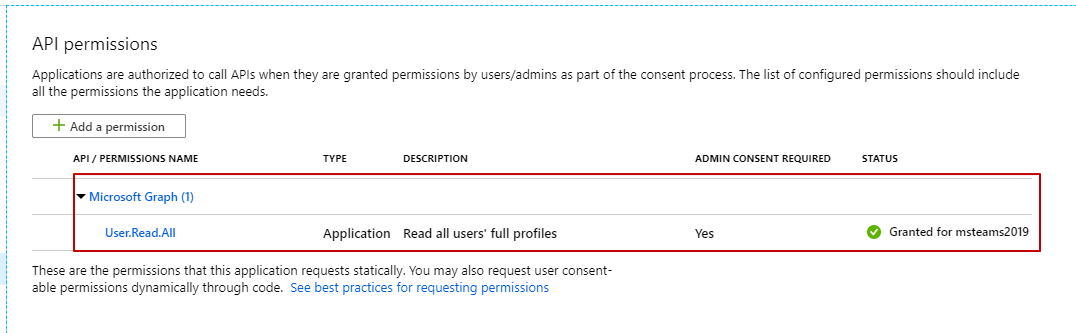 API permissions
Applications are authorized to call APIs when they are granted permissions by users/admins as part of the consent process. The list of configured permissions should include
all the permissions the application needs.
+ Add a permission
API / PERMISSIONS NAME TYPE DESCRIPTION ADMIN CONSENT REQUIRED STATUS
Microsoft Graph (1)
User.Read.All Application Read all users' full profiles Yes Granted for msteams2019
These are the permissions that this application requests statically. You may also request user consent-
able permissions dynamically through code. See best practices for requesting permissions